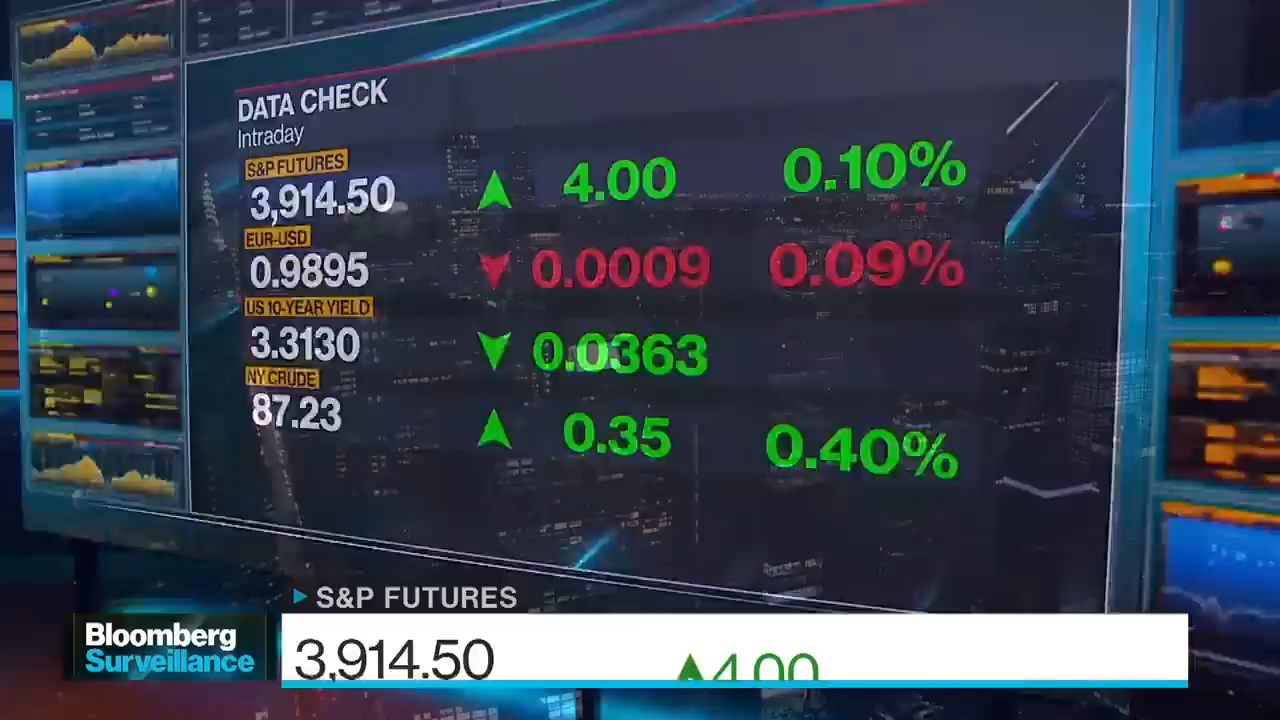 DATA CHECK
Intraday
S&P FUTURES
3,914.50 ▲ 4.00 0.10%
EUR-USD
0.9895 ▼ 0.0009 0.09%
US 10-YEAR YIELD
3.3130 ▼ 0.0363
NY CRUDE
87.23 ▲ 0.35 0.40%
S&P FUTURES
Bloomberg
Surveillance
3,914.50 ▲4.00